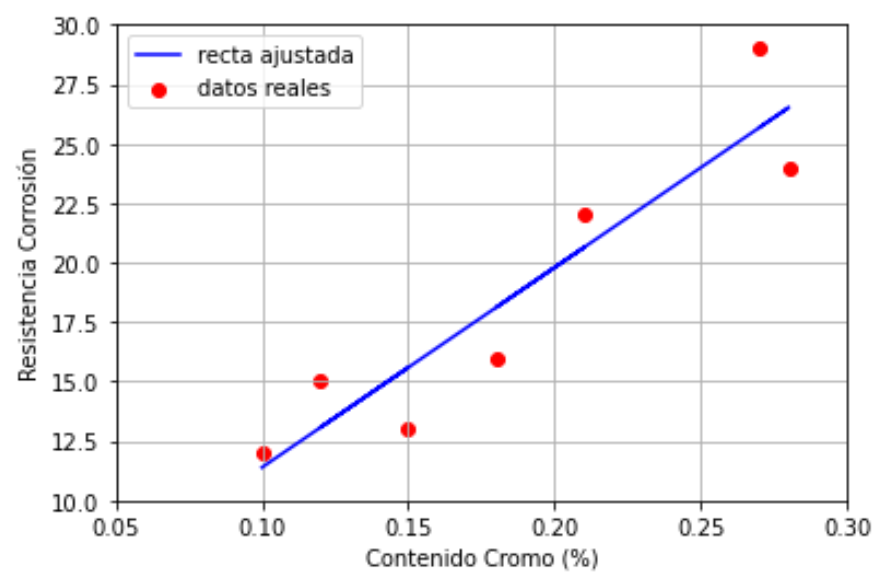 30.0
27.5
25.0
22.5
20.0
17.5
15.0
12.5
10.0
Resistencia Corrosión
recta ajustada
datos reales
0.05 0.10 0.15 0.20 0.25 0.30
Contenido Cromo (%)